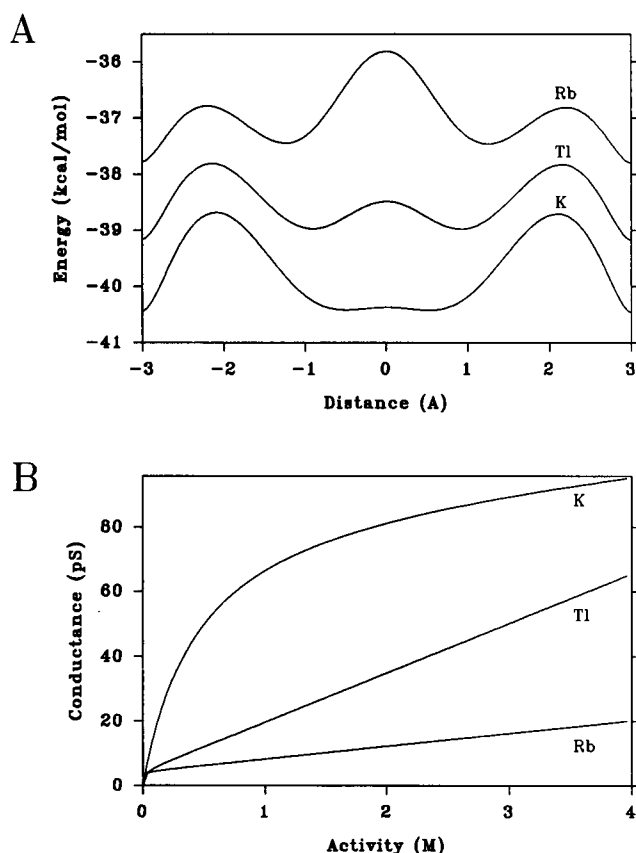 A
Energy (kcal/mol)
−36
−37
−38
−39
−40
−41
Rb
Tl
K
−3
−2
−1
0
1
2
3
Distance (A)
B
Conductance (pS)
80
60
40
20
0
K
Tl
Rb
0
1
2
3
4
Activity (M)